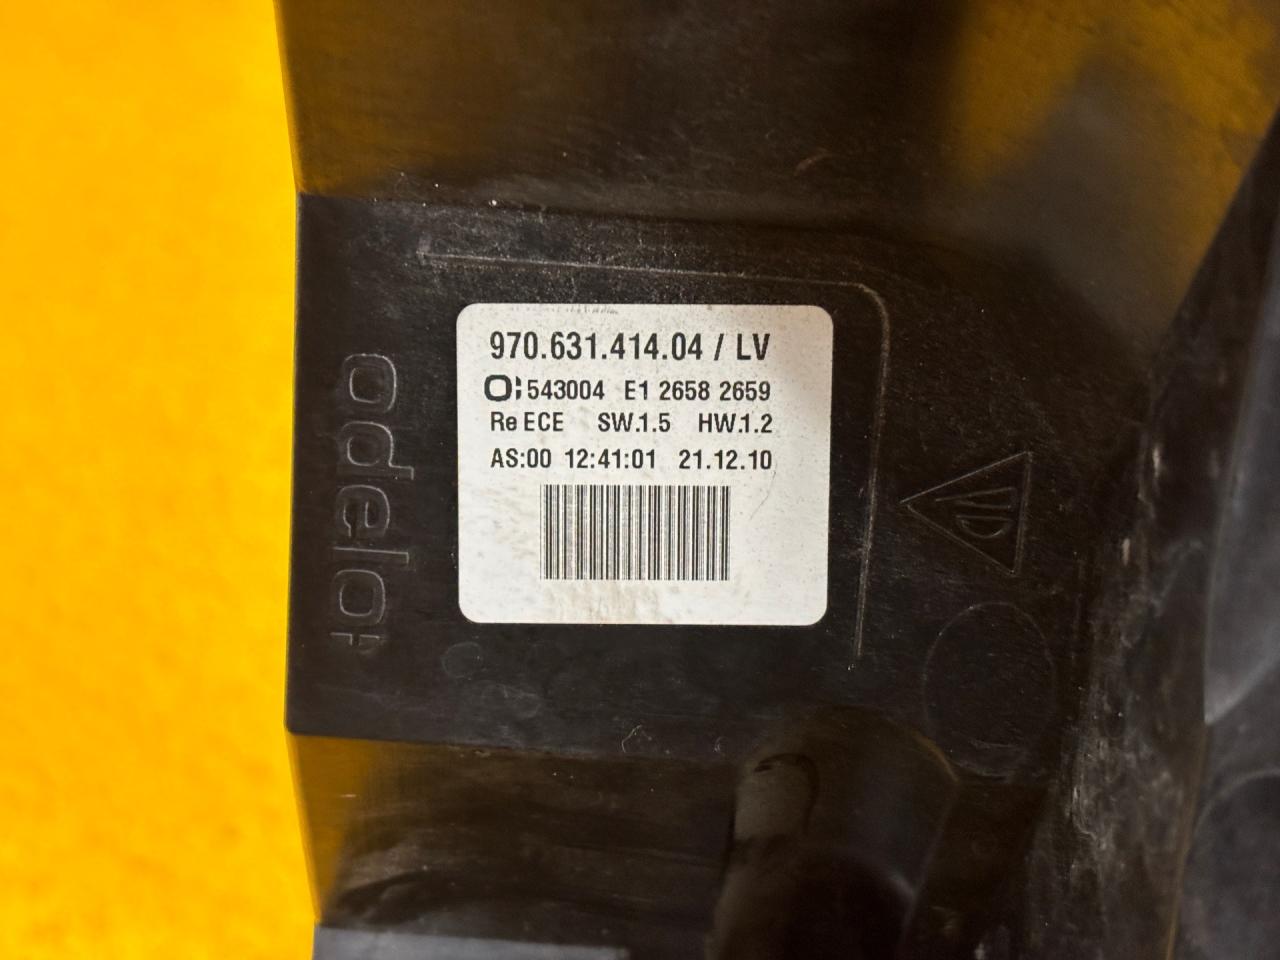 970.631.414.04 / LV
543004 E1 2658 2659
Re ECE SW.1.5 HW.1.2
AS:00 12:41:01 21.12.10
odelo